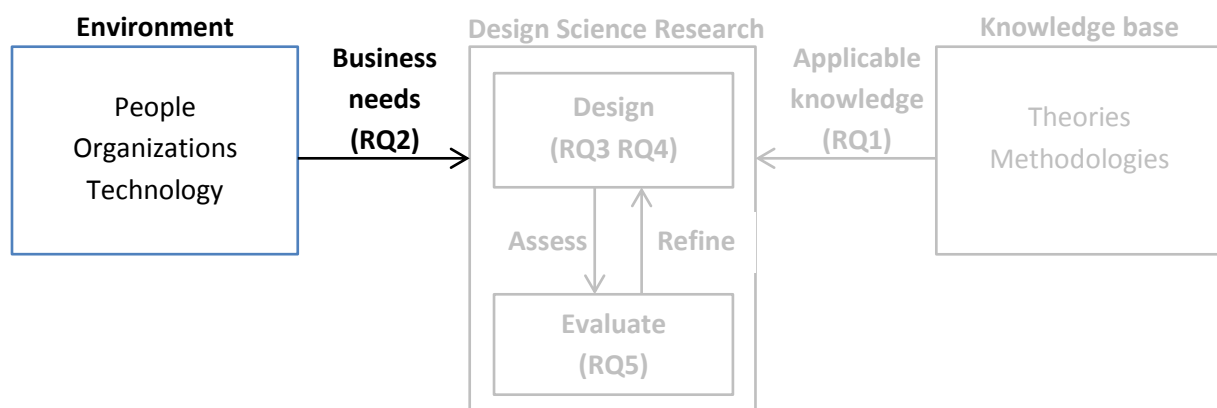 Environment
People
Organizations
Technology
Business
needs
(RQ2)
Design Science Research
Design
(RQ3 RQ4)
Assess
Refine
Evaluate
(RQ5)
Applicable
knowledge
(RQ1)
Knowledge base
Theories
Methodologies